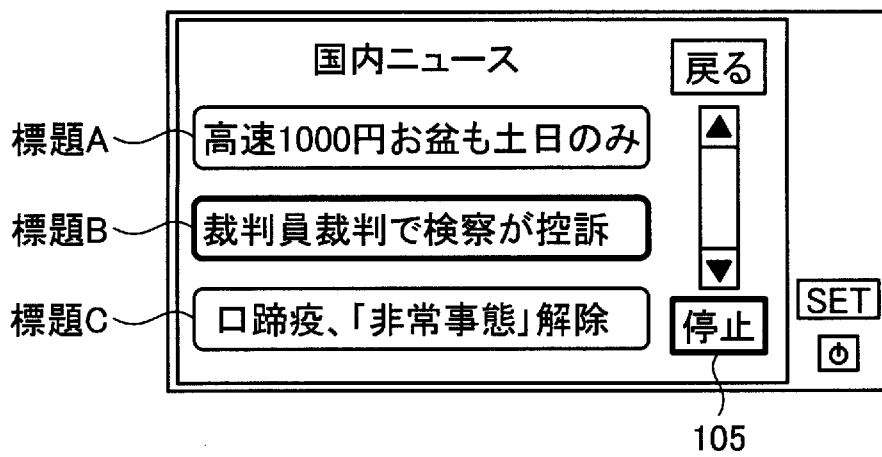 国内ニュース
戻る
標題A
高速1000円お盆も土日のみ
▲
標題B
裁判員裁判で検察が控訴
▼
標題C
口蹄疫、「非常事態」解除
停止
SET
105